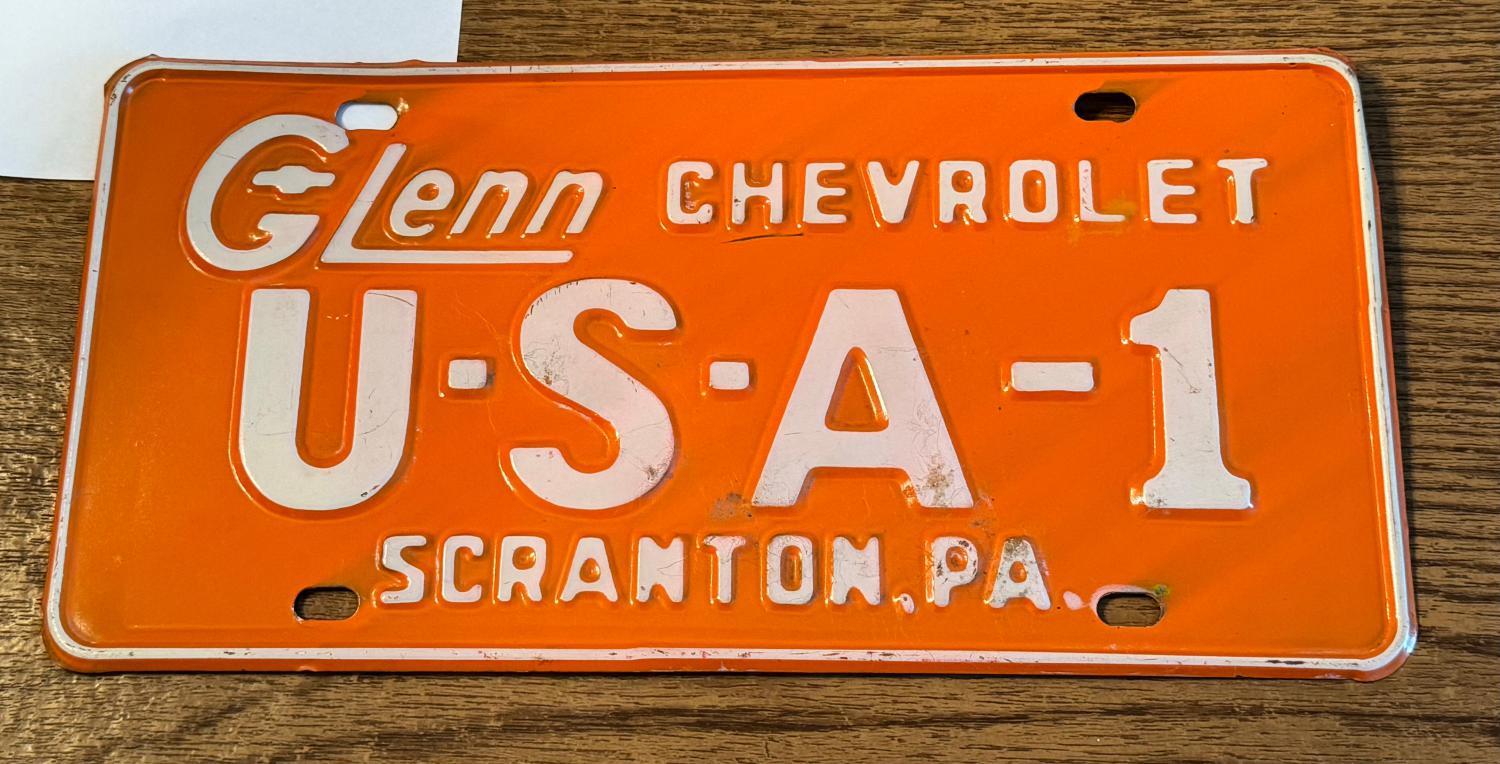 GLenn CHEVROLET
U·S·A-1
SCRANTON, PA.